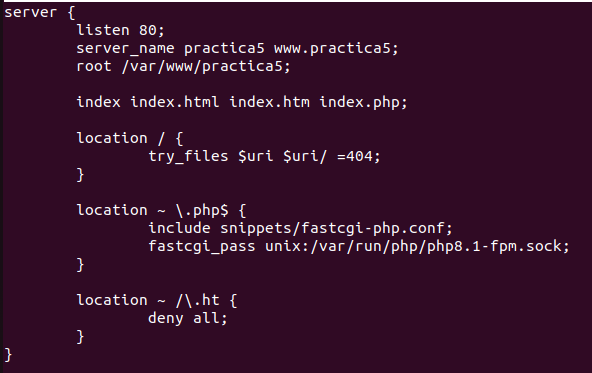 server {
        listen 80;
        server_name practica5 www.practica5;
        root /var/www/practica5;

        index index.html index.htm index.php;

        location / {
                try_files $uri $uri/ =404;
        }

        location ~ \.php$ {
                include snippets/fastcgi-php.conf;
                fastcgi_pass unix:/var/run/php/php8.1-fpm.sock;
        }

        location ~ /\.ht {
                deny all;
        }
}